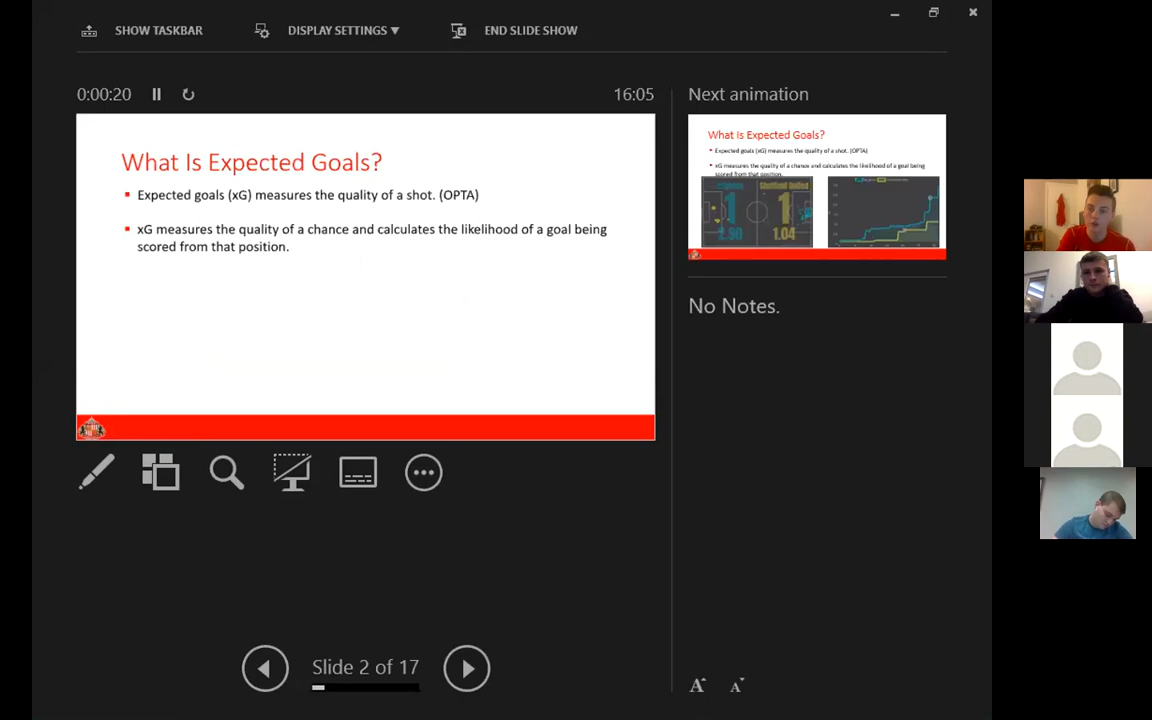 SHOW TASKBAR
DISPLAY SETTINGS ▼
END SLIDE SHOW
0:00:20
16:05
What Is Expected Goals?
Expected goals (xG) measures the quality of a shot. (OPTA)
xG measures the quality of a chance and calculates the likelihood of a goal being
scored from that position.
Next animation
What Is Expected Goals?
Expected goals (xG) measures the quality of a shot. (OPTA)
xG measures the quality of a chance and calculates the likelihood of a goal being
scored from that position.
Sheffield United
1
1
2.90
1.04
No Notes.
Slide 2 of 17
A
A